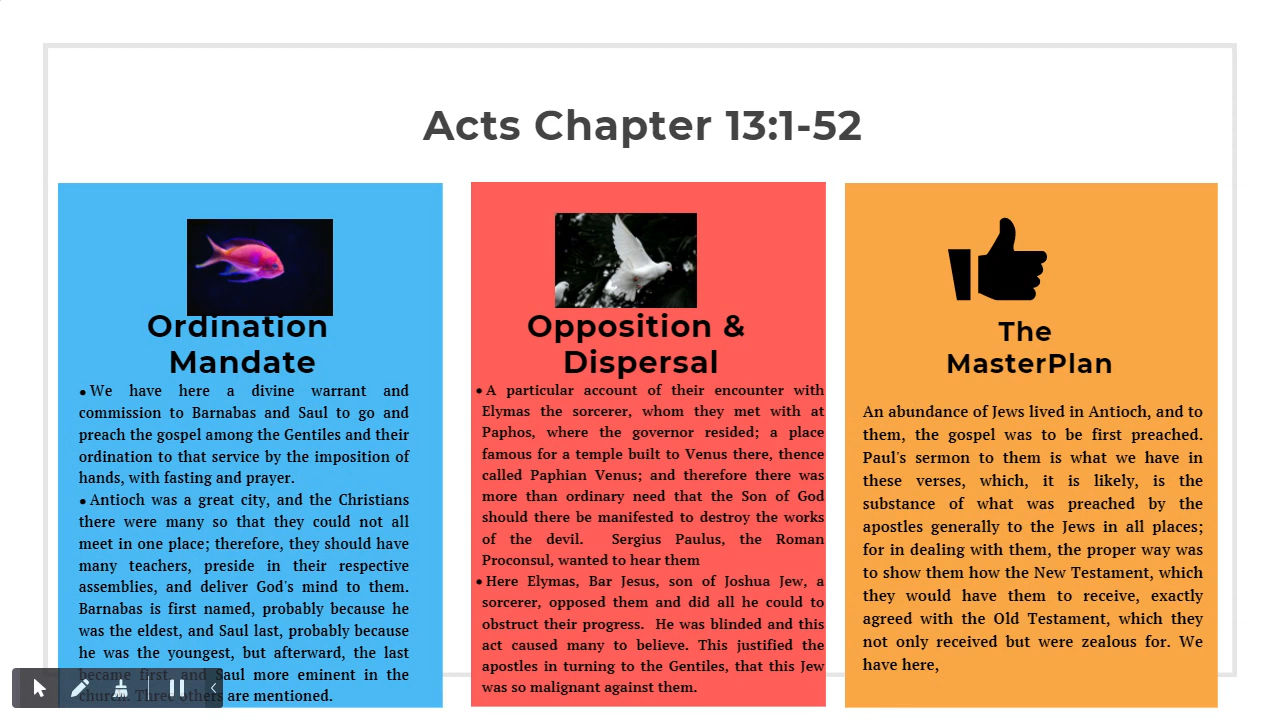 Acts Chapter 13:1-52
Ordination
Mandate
• We have here a divine warrant and
commission to Barnabas and Saul to go and
preach the gospel among the Gentiles and their
ordination to that service by the imposition of
hands, with fasting and prayer.
• Antioch was a great city, and the Christians
there were many so that they could not all
meet in one place; therefore, they should have
many teachers, preside in their respective
assemblies, and deliver God's mind to them.
Barnabas is first named, probably because he
was the eldest, and Saul last, probably because
he was the youngest, but afterward, the last
became first, and Saul more eminent in the
church. Three others are mentioned.
Opposition &
Dispersal
• A particular account of their encounter with
Elymas the sorcerer, whom they met with at
Paphos, where the governor resided; a place
famous for a temple built to Venus there, thence
called Paphian Venus; and therefore there was
more than ordinary need that the Son of God
should there be manifested to destroy the works
of the devil. Sergius Paulus, the Roman
Proconsul, wanted to hear them
• Here Elymas, Bar Jesus, son of Joshua Jew, a
sorcerer, opposed them and did all he could to
obstruct their progress. He was blinded and this
act caused many to believe. This justified the
apostles in turning to the Gentiles, that this Jew
was so malignant against them.
The
MasterPlan
An abundance of Jews lived in Antioch, and to
them, the gospel was to be first preached.
Paul's sermon to them is what we have in
these verses, which, it is likely, is the
substance of what was preached by the
apostles generally to the Jews in all places;
for in dealing with them, the proper way was
to show them how the New Testament, which
they would have them to receive, exactly
agreed with the Old Testament, which they
not only received but were zealous for. We
have here,